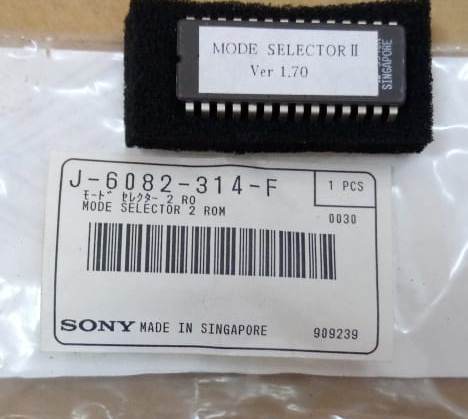 MODE SELECTOR II
Ver 1.70
SINGAPORE
J-6082-314-F
1 PCS
モード セレクター 2 RO
MODE SELECTOR 2 ROM
0030
SONY MADE IN SINGAPORE
909239